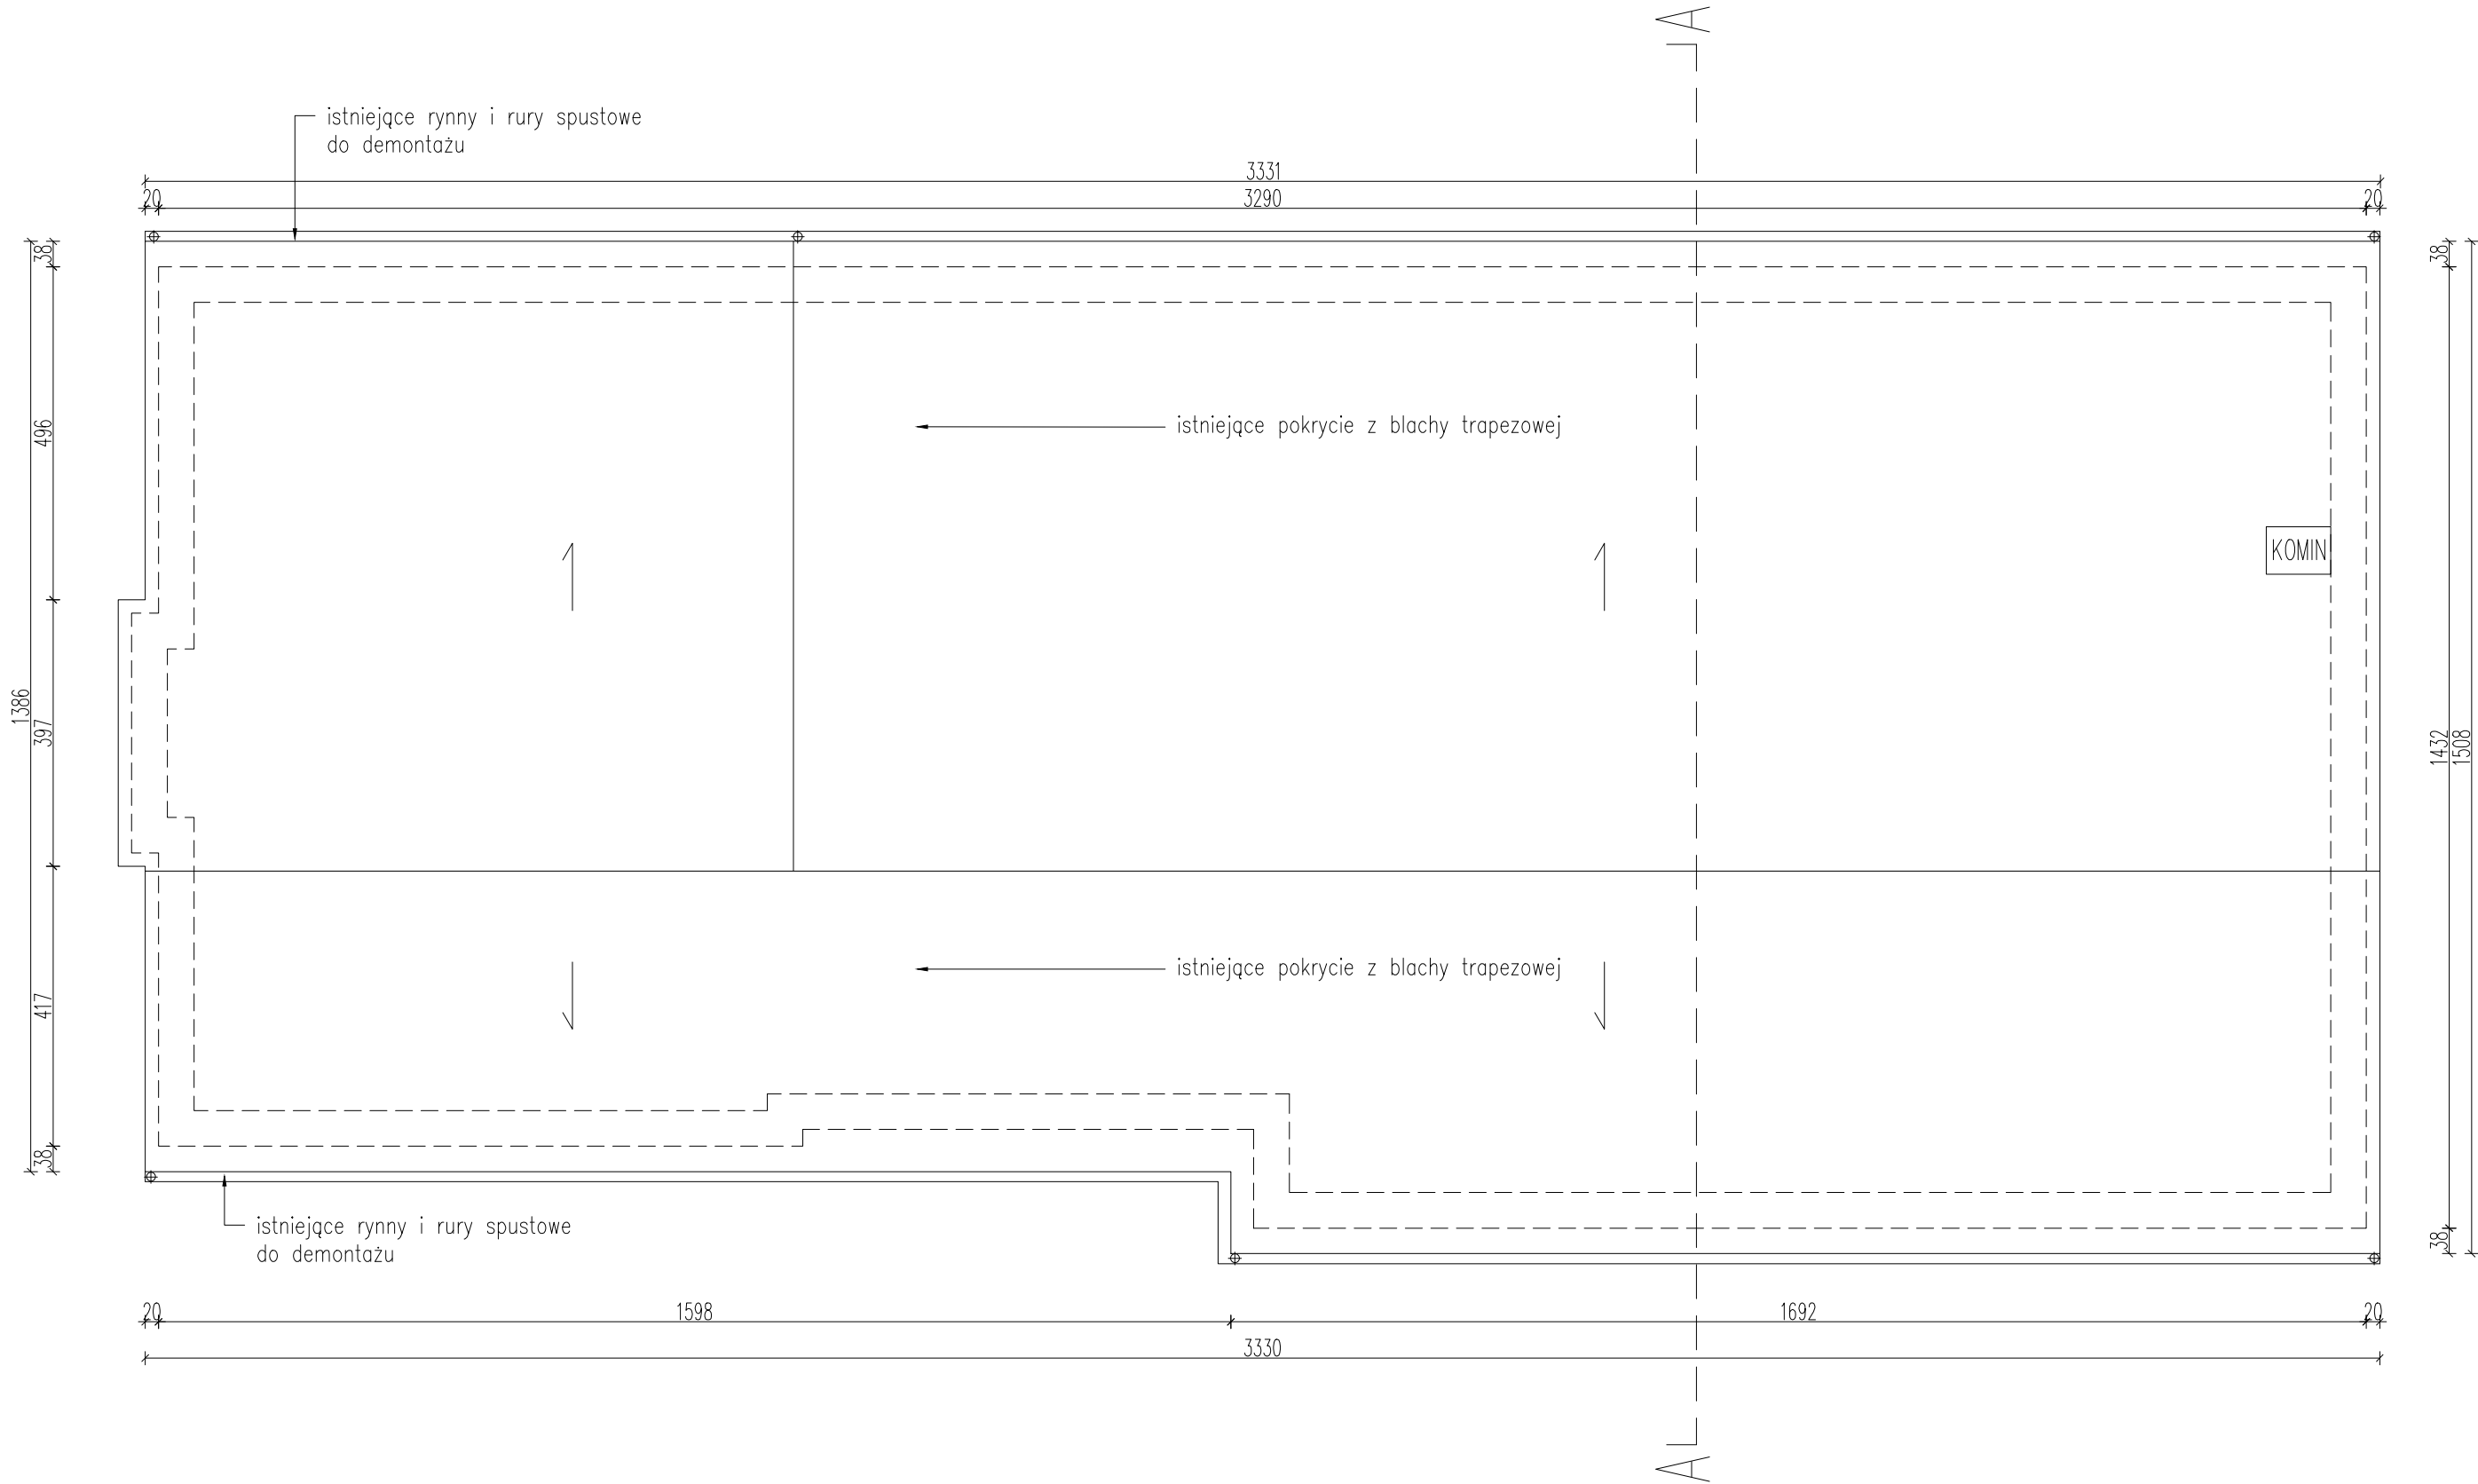 A
istniejące rynny i rury spustowe
do demontażu
3331
20 3290 20
38
496
397
417
38
1386
38
1432
38
1508
istniejące pokrycie z blachy trapezowej
KOMIN
istniejące pokrycie z blachy trapezowej
istniejące rynny i rury spustowe
do demontażu
20 1598 1692 20
3330
A